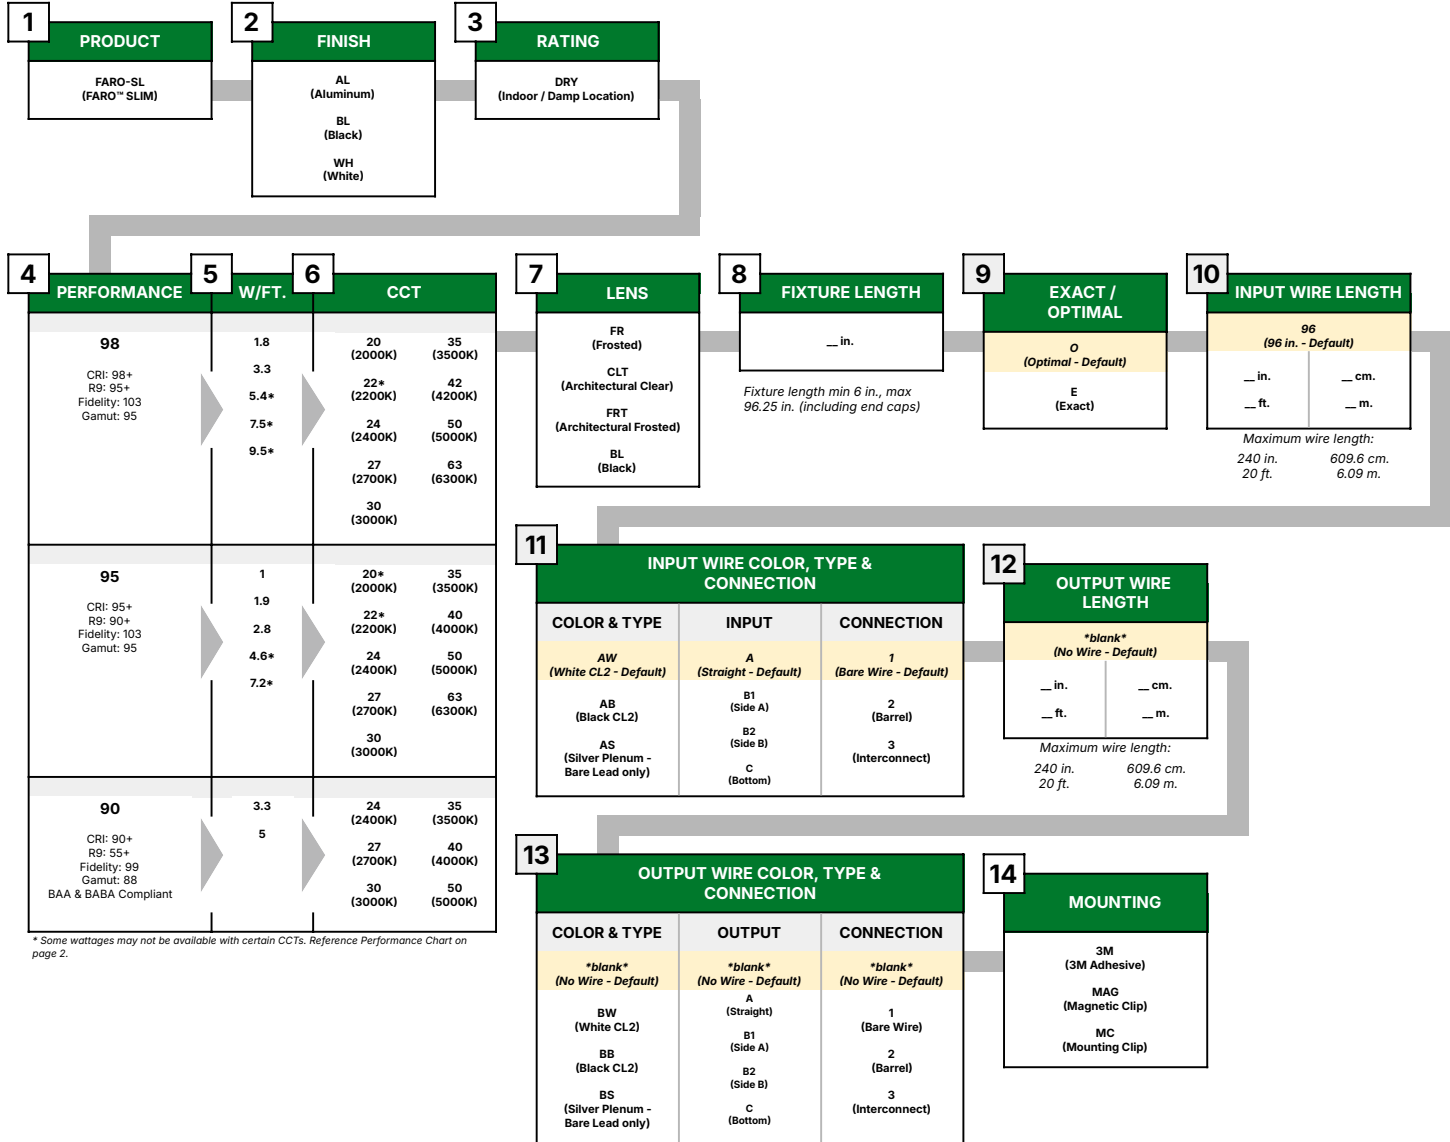 1
PRODUCT
FARO-SL
(FARO™ SLIM)
2
FINISH
AL
(Aluminum)
BL
(Black)
WH
(White)
3
RATING
DRY
(Indoor / Damp Location)
4
PERFORMANCE
5
W/FT.
6
CCT
98
CRI: 98+
R9: 95+
Fidelity: 103
Gamut: 95
1.8
3.3
5.4*
7.5*
9.5*
20
(2000K)
22*
(2200K)
24
(2400K)
27
(2700K)
30
(3000K)
35
(3500K)
42
(4200K)
50
(5000K)
63
(6300K)
95
CRI: 95+
R9: 90+
Fidelity: 103
Gamut: 95
1
1.9
2.8
4.6*
7.2*
20*
(2000K)
22*
(2200K)
24
(2400K)
27
(2700K)
30
(3000K)
35
(3500K)
40
(4000K)
50
(5000K)
63
(6300K)
90
CRI: 90+
R9: 55+
Fidelity: 99
Gamut: 88
BAA & BABA Compliant
3.3
5
24
(2400K)
27
(2700K)
30
(3000K)
35
(3500K)
40
(4000K)
50
(5000K)
* Some wattages may not be available with certain CCTs. Reference Performance Chart on
page 2.
7
LENS
FR
(Frosted)
CLT
(Architectural Clear)
FRT
(Architectural Frosted)
BL
(Black)
8
FIXTURE LENGTH
__ in.
Fixture length min 6 in., max
96.25 in. (including end caps)
9
EXACT /
OPTIMAL
O
(Optimal - Default)
E
(Exact)
10
INPUT WIRE LENGTH
96
(96 in. - Default)
__ in.
__ ft.
__ cm.
__ m.
Maximum wire length:
240 in.
20 ft.
609.6 cm.
6.09 m.
11
INPUT WIRE COLOR, TYPE &
CONNECTION
COLOR & TYPE
AW
(White CL2 - Default)
AB
(Black CL2)
AS
(Silver Plenum -
Bare Lead only)
INPUT
A
(Straight - Default)
B1
(Side A)
B2
(Side B)
C
(Bottom)
CONNECTION
1
(Bare Wire - Default)
2
(Barrel)
3
(Interconnect)
12
OUTPUT WIRE
LENGTH
*blank*
(No Wire - Default)
__ in.
__ ft.
__ cm.
__ m.
Maximum wire length:
240 in.
20 ft.
609.6 cm.
6.09 m.
13
OUTPUT WIRE COLOR, TYPE &
CONNECTION
COLOR & TYPE
*blank*
(No Wire - Default)
BW
(White CL2)
BB
(Black CL2)
BS
(Silver Plenum -
Bare Lead only)
OUTPUT
*blank*
(No Wire - Default)
A
(Straight)
B1
(Side A)
B2
(Side B)
C
(Bottom)
CONNECTION
*blank*
(No Wire - Default)
1
(Bare Wire)
2
(Barrel)
3
(Interconnect)
14
MOUNTING
3M
(3M Adhesive)
MAG
(Magnetic Clip)
MC
(Mounting Clip)